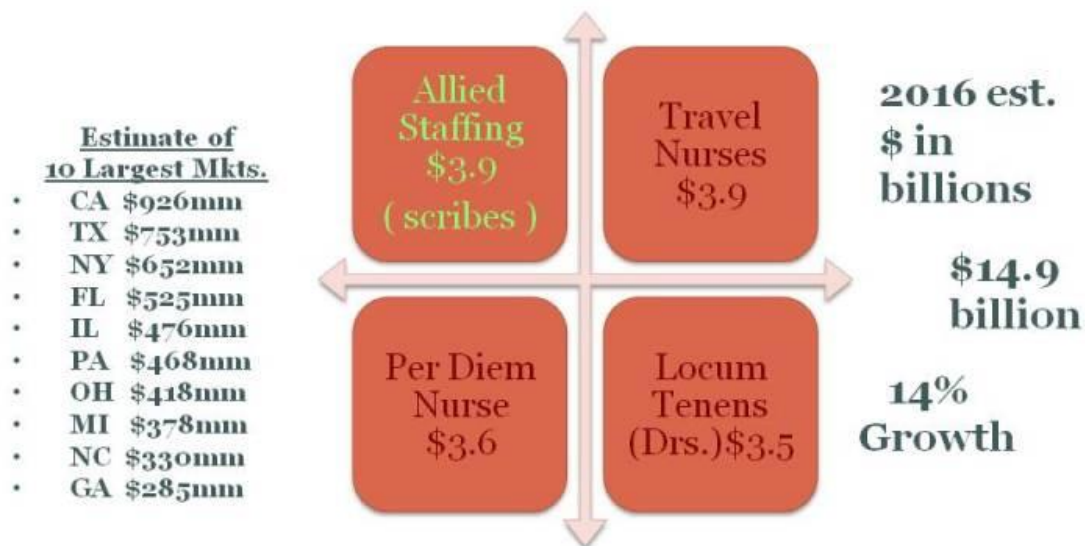 Estimate of
10 Largest Mkts.
• CA $926mm
• TX $753mm
• NY $652mm
• FL $525mm
• IL $476mm
• PA $468mm
• OH $418mm
• MI $378mm
• NC $330mm
• GA $285mm
Allied
Staffing
$3.9
( scribes )
Travel
Nurses
$3.9
Per Diem
Nurse
$3.6
Locum
Tenens
(Drs.)$3.5
2016 est.
$ in
billions
$14.9
billion
14%
Growth